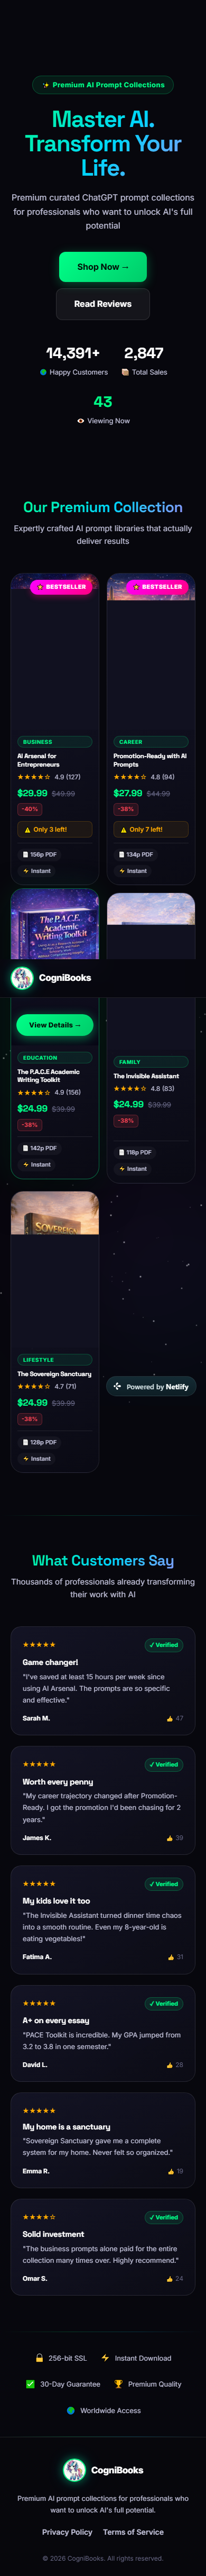 ✨ Premium AI Prompt Collections
Master AI.
Transform Your
Life.
Premium curated ChatGPT prompt collections
for professionals who want to unlock AI's full
potential
Shop Now →
Read Reviews
14,391+
Happy Customers
2,847
Total Sales
43
Viewing Now
Our Premium Collection
Expertly crafted AI prompt libraries that actually
deliver results
BESTSELLER
BUSINESS
AI Arsenal for
Entrepreneurs
★★★★☆ 4.9 (127)
$29.99 $49.99
-40%
⚠ Only 3 left!
156p PDF
⚡ Instant
BESTSELLER
CAREER
Promotion-Ready with AI
Prompts
★★★★☆ 4.8 (94)
$27.99 $44.99
-38%
⚠ Only 7 left!
134p PDF
⚡ Instant
The P.A.C.E.
Academic
Writing Toolkit
CogniBooks
View Details →
EDUCATION
The P.A.C.E Academic
Writing Toolkit
★★★★☆ 4.9 (156)
$24.99 $39.99
-38%
142p PDF
⚡ Instant
FAMILY
The Invisible Assistant
★★★★☆ 4.8 (83)
$24.99 $39.99
-38%
118p PDF
⚡ Instant
SOVEREIGN
LIFESTYLE
The Sovereign Sanctuary
★★★★☆ 4.7 (71)
$24.99 $39.99
-38%
128p PDF
⚡ Instant
Powered by Netlify
What Customers Say
Thousands of professionals already transforming
their work with AI
★★★★★ ✓ Verified
Game changer!
"I've saved at least 15 hours per week since
using AI Arsenal. The prompts are so specific
and effective."
Sarah M. 👍 47
★★★★★ ✓ Verified
Worth every penny
"My career trajectory changed after Promotion-
Ready. I got the promotion I'd been chasing for 2
years."
James K. 👍 39
★★★★★ ✓ Verified
My kids love it too
"The Invisible Assistant turned dinner time chaos
into a smooth routine. Even my 8-year-old is
eating vegetables!"
Fatima A. 👍 31
★★★★★ ✓ Verified
A+ on every essay
"PACE Toolkit is incredible. My GPA jumped from
3.2 to 3.8 in one semester."
David L. 👍 28
★★★★★
My home is a sanctuary
"Sovereign Sanctuary gave me a complete
system for my home. Never felt so organized."
Emma R. 👍 19
★★★★☆ ✓ Verified
Solid investment
"The business prompts alone paid for the entire
collection many times over. Highly recommend."
Omar S. 👍 24
256-bit SSL
Instant Download
30-Day Guarantee
Premium Quality
Worldwide Access
CogniBooks
Premium AI prompt collections for professionals who
want to unlock AI's full potential.
Privacy Policy Terms of Service
© 2026 CogniBooks. All rights reserved.